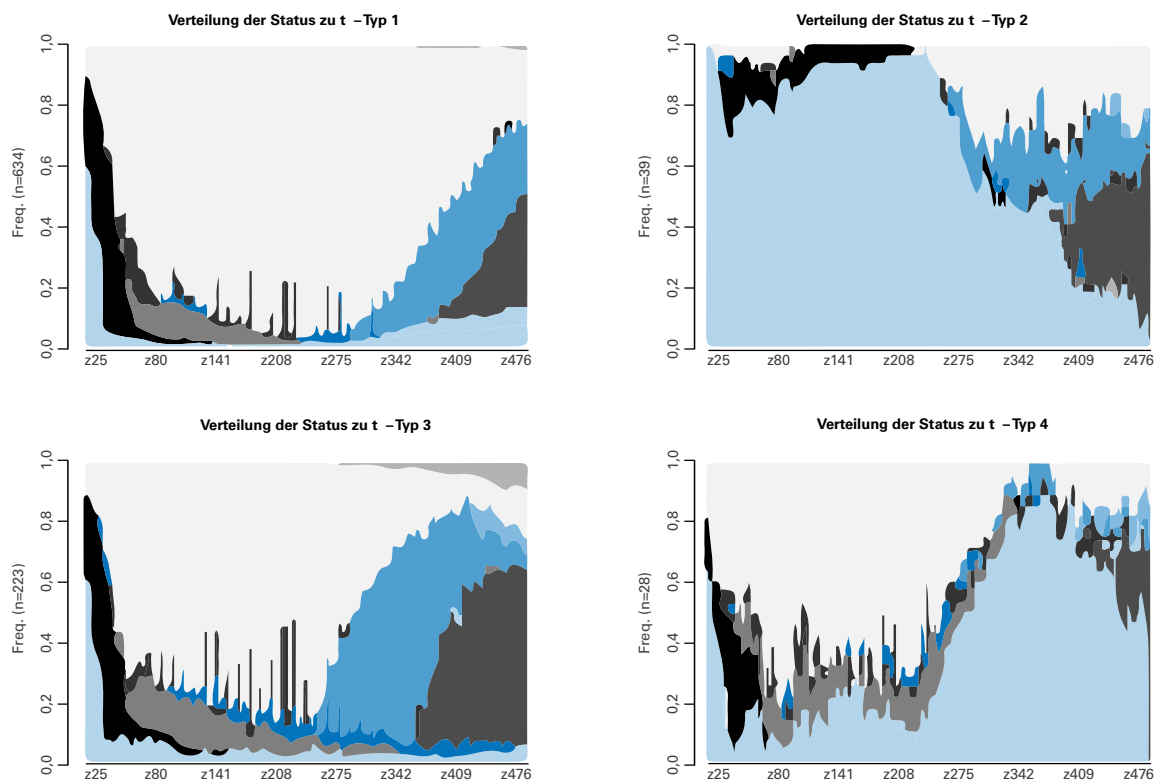 Verteilung der Status zu t –Typ 1
Freq. (n=634)
1,0
0,8
0,6
0,4
0,2
0,0
z25 z80 z141 z208 z275 z342 z409 z476
Verteilung der Status zu t –Typ 2
Freq. (n=39)
1,0
0,8
0,6
0,4
0,2
0,0
z25 z80 z141 z208 z275 z342 z409 z476
Verteilung der Status zu t –Typ 3
Freq. (n=223)
1,0
0,8
0,6
0,4
0,2
0,0
z25 z80 z141 z208 z275 z342 z409 z476
Verteilung der Status zu t –Typ 4
Freq. (n=28)
1,0
0,8
0,6
0,4
0,2
0,0
z25 z80 z141 z208 z275 z342 z409 z476